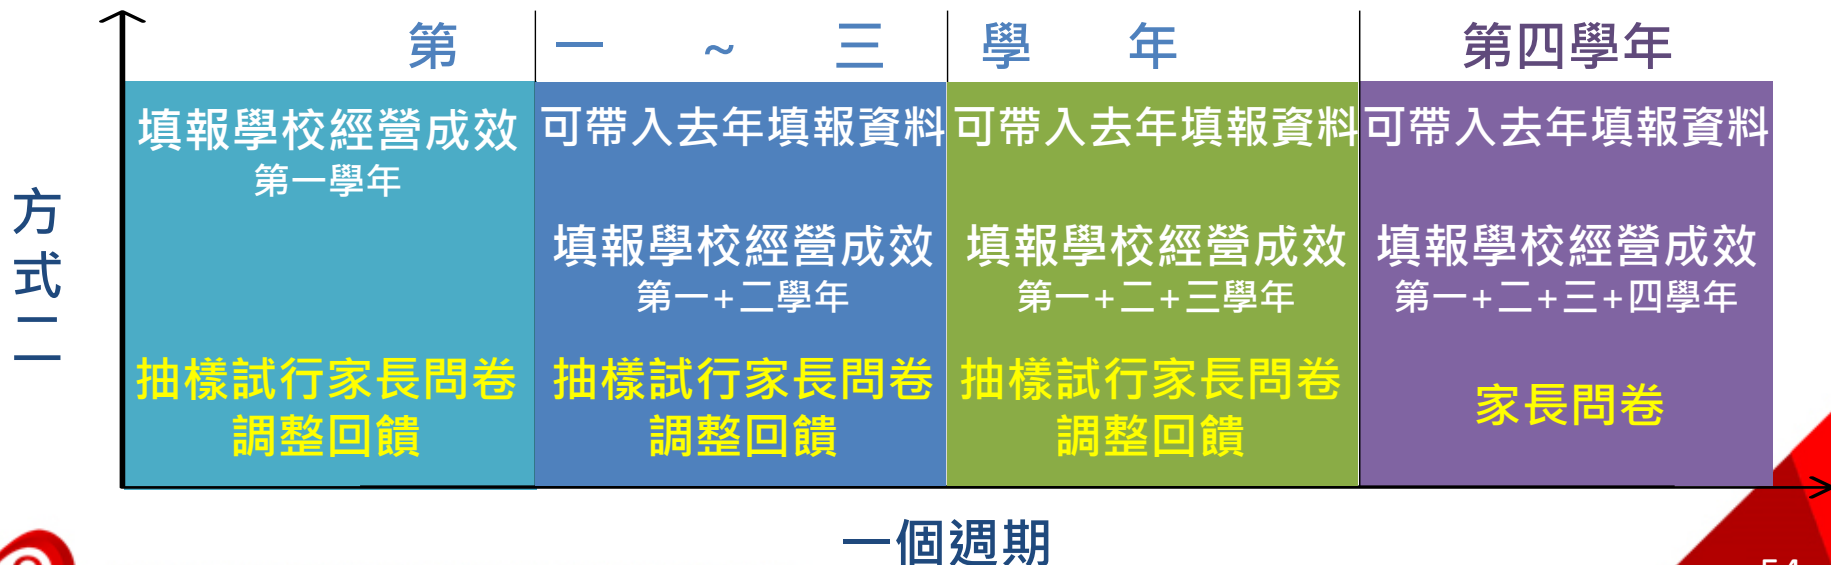 第一~三學年
第四學年
填報學校經營成效
第一學年
抽樣試行家長問卷
調整回饋
可帶入去年填報資料
填報學校經營成效
第一+二學年
抽樣試行家長問卷
調整回饋
可帶入去年填報資料
填報學校經營成效
第一+二+三學年
抽樣試行家長問卷
調整回饋
可帶入去年填報資料
填報學校經營成效
第一+二+三+四學年
家長問卷
方式二
一個週期